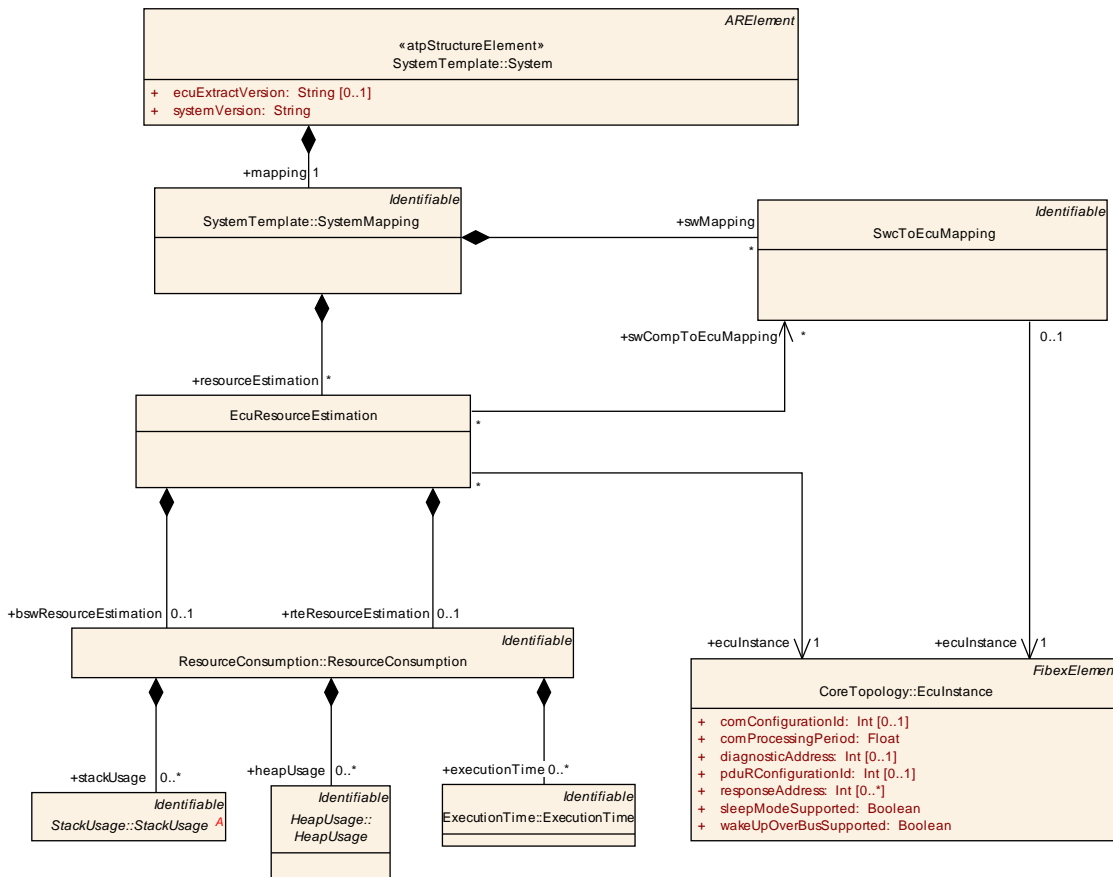 ARElement
«atpStructureElement»
SystemTemplate::System
+ ecuExtractVersion: String [0..1]
+ systemVersion: String
+mapping 1
Identifiable
SystemTemplate::SystemMapping
+swMapping
*
Identifiable
SwcToEcuMapping
+swCompToEcuMapping *
0..1
+resourceEstimation *
EcuResourceEstimation
*
*
+bswResourceEstimation 0..1
+rteResourceEstimation 0..1
+ecuInstance 1
+ecuInstance 1
Identifiable
ResourceConsumption::ResourceConsumption
FibexElement
CoreTopology::EcuInstance
+ comConfigurationId: Int [0..1]
+ comProcessingPeriod: Float
+ diagnosticAddress: Int [0..1]
+ pduRConfigurationId: Int [0..1]
+ responseAddress: Int [0..*]
+ sleepModeSupported: Boolean
+ wakeUpOverBusSupported: Boolean
+stackUsage 0..*
+heapUsage 0..*
+executionTime 0..*
Identifiable
StackUsage::StackUsage A
Identifiable
HeapUsage::
HeapUsage
Identifiable
ExecutionTime::ExecutionTime